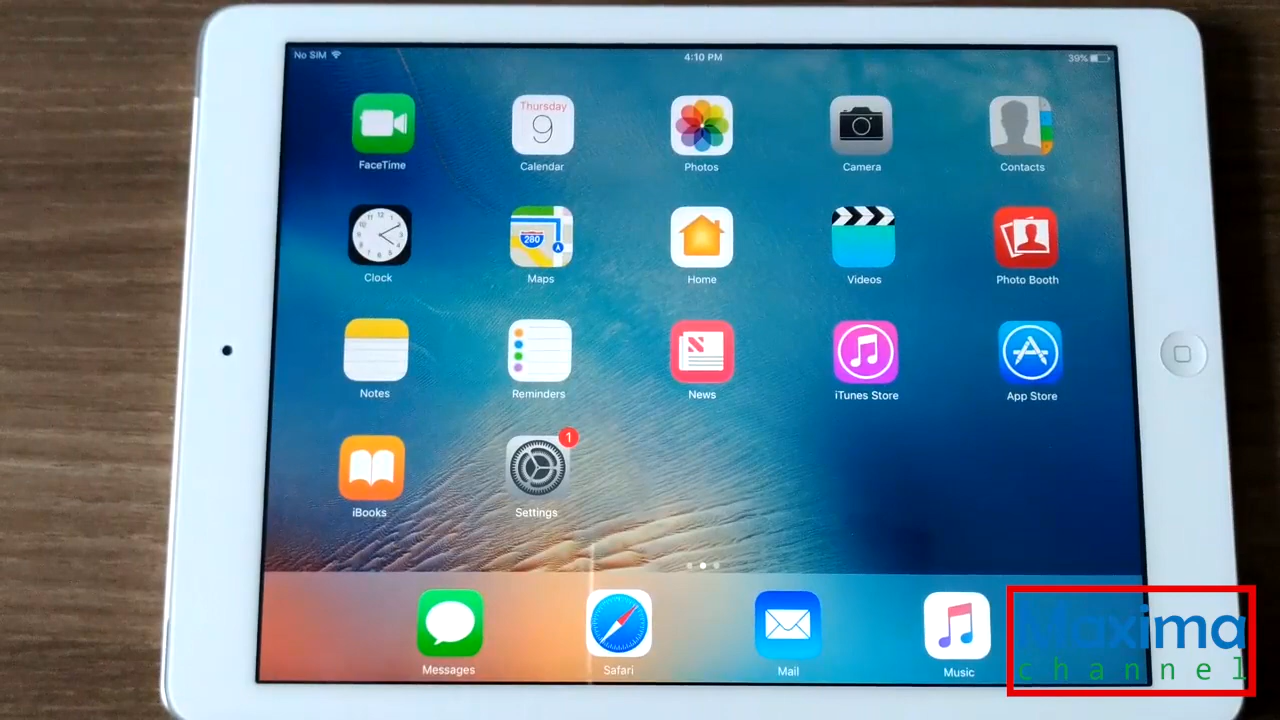 No SIM 4:10 PM 39%
Thursday
9
FaceTime Calendar Photos Camera Contacts
280
Clock Maps Home Videos Photo Booth
Notes Reminders News iTunes Store App Store
1
iBooks Settings
Messages Safari Mail Music
Maxima
channel